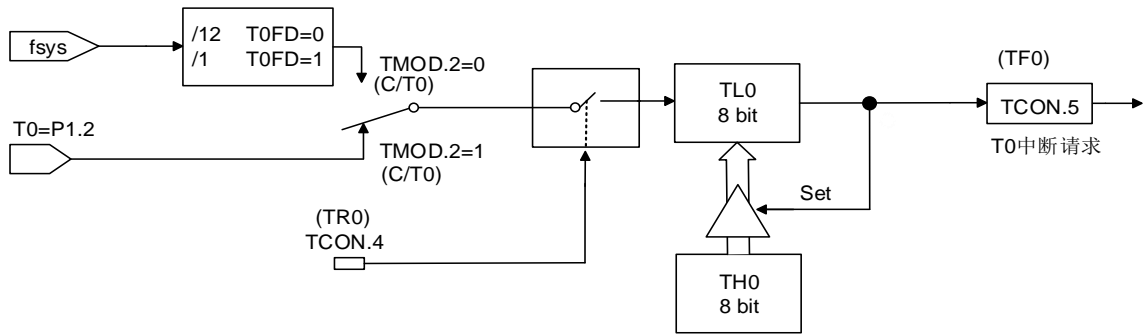 fsys
/12 T0FD=0
/1 T0FD=1
TMOD.2=0
(C/T0)
T0=P1.2
TMOD.2=1
(C/T0)
(TR0)
TCON.4
TL0
8 bit
Set
TH0
8 bit
(TF0)
TCON.5
T0中断请求